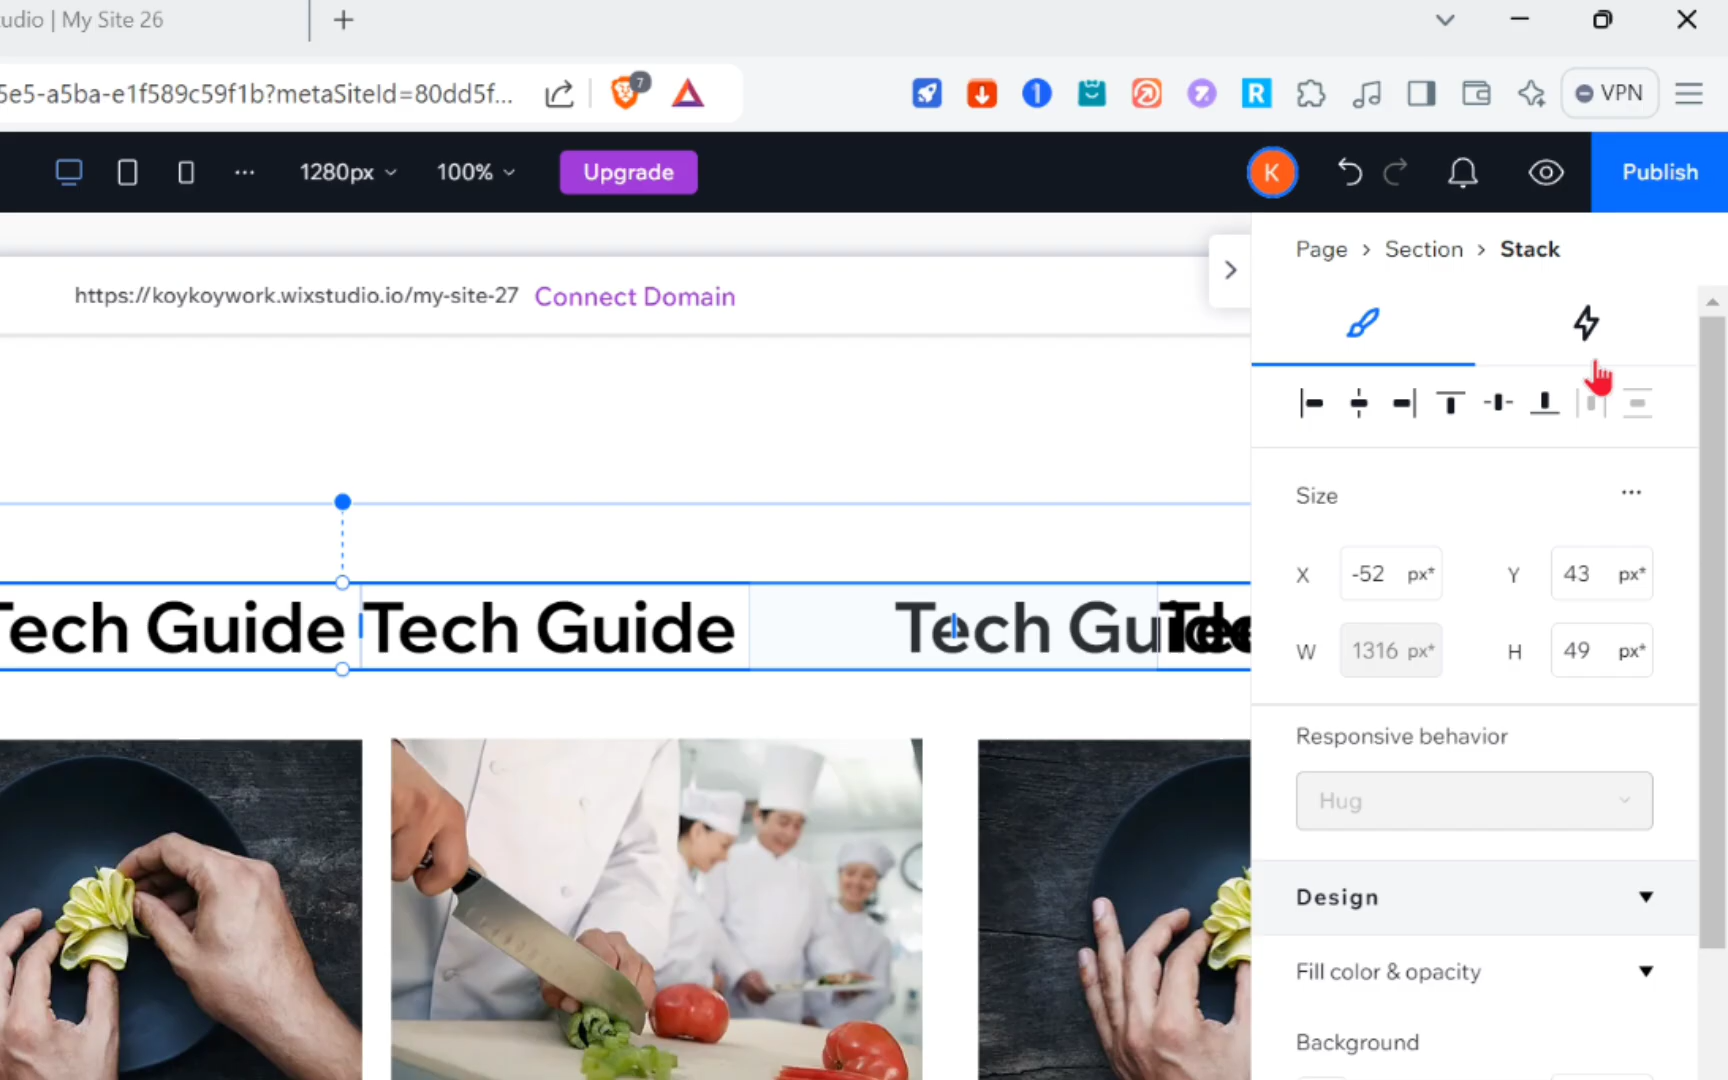 udio | My Site 26
5e5-a5ba-e1f589c59f1b?metaSiteId=80dd5f...
7
1
R
VPN
1280px
100%
Upgrade
K
Publish
Page > Section > Stack
https://koykoywork.wixstudio.io/my-site-27 Connect Domain
Size
X -52 px* Y 43 px*
W 1316 px* H 49 px*
Tech Guide Tech Guide Tech Gu
Responsive behavior
Hug
Design
Fill color & opacity
Background